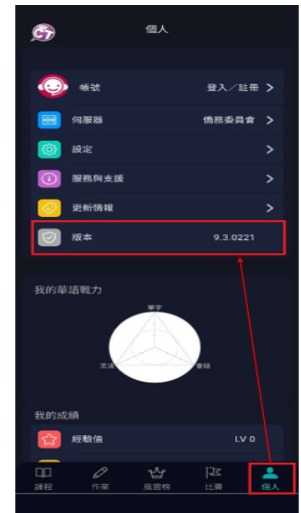 CT
個人
帳號 登入／註冊 >
伺服器 僑務委員會 >
設定 >
服務與支援 >
更新情報 >
版本 9.3.0221
我的華語戰力
單字
文法 會話
我的成績
經驗值 LV 0
課程 作業 風雲榜 比賽 個人